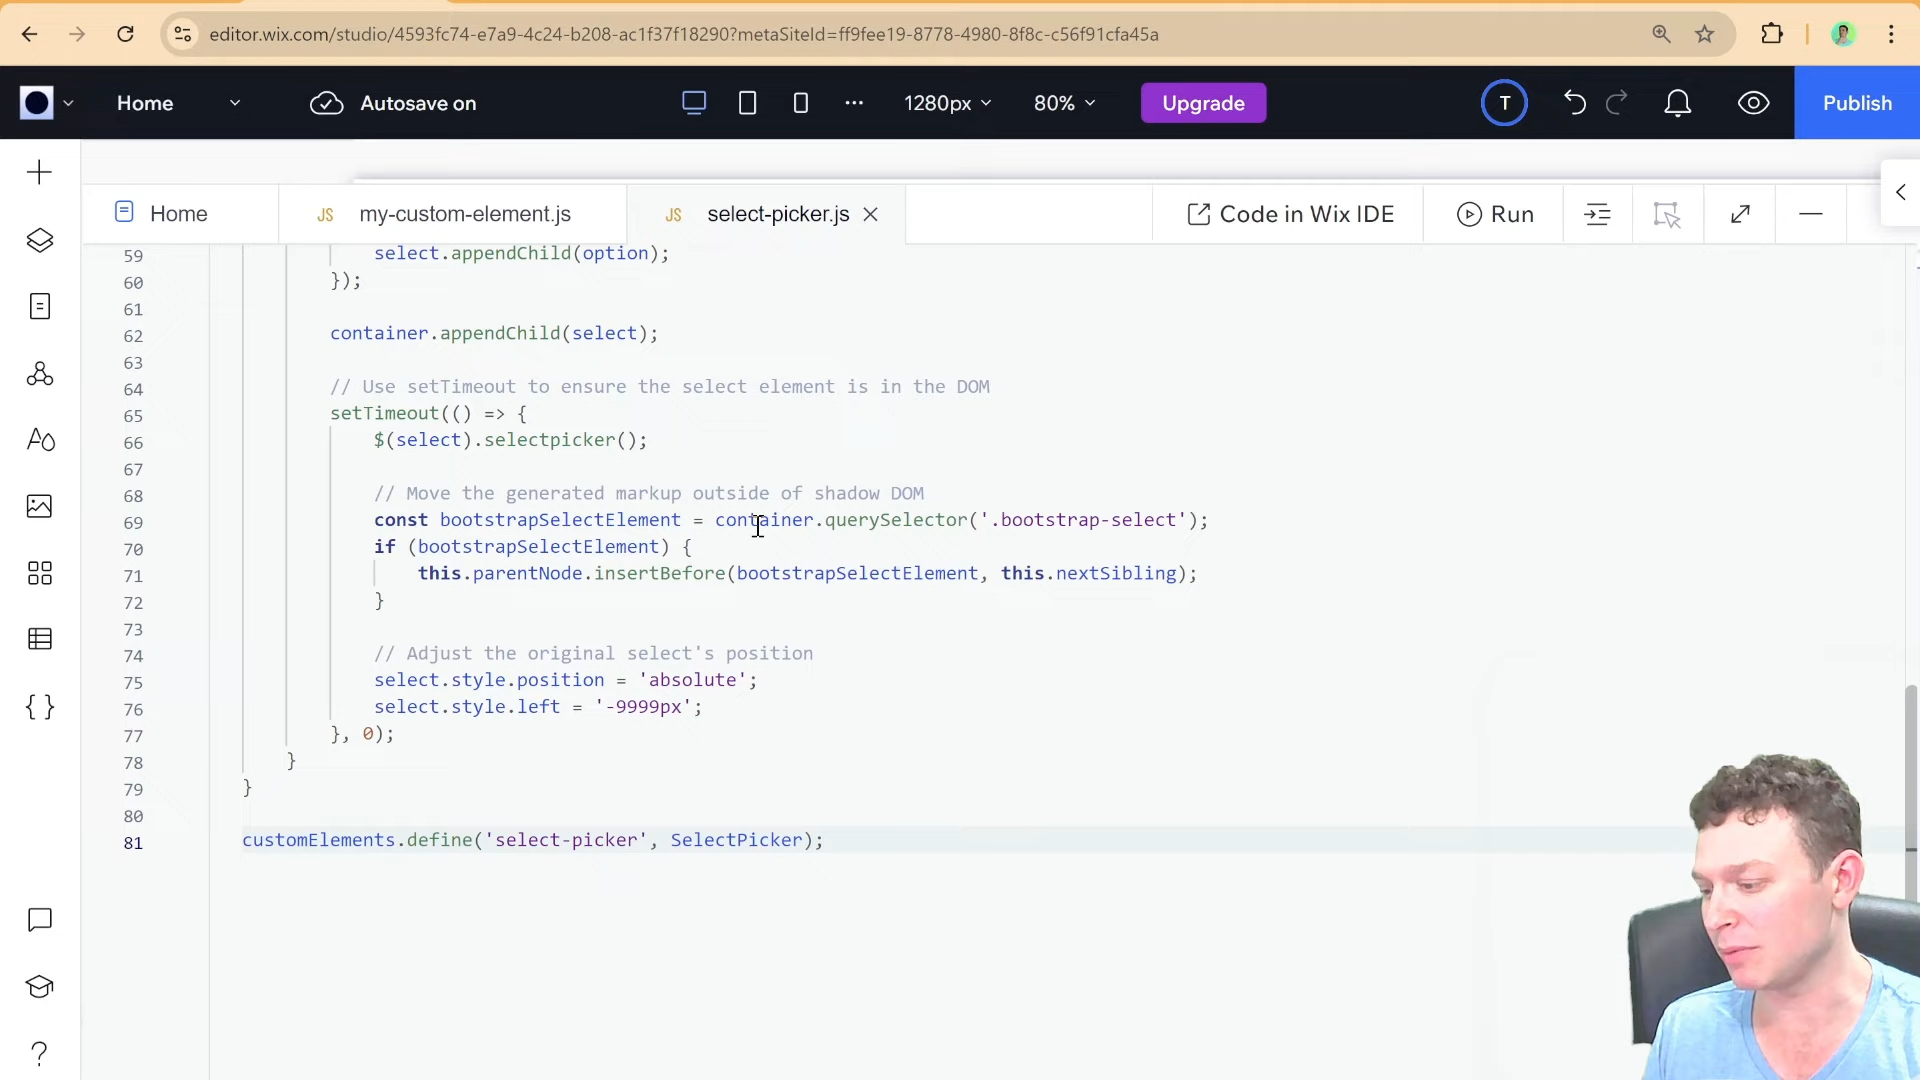 editor.wix.com/studio/4593fc74-e7a9-4c24-b208-ac1f37f18290?metaSiteId=ff9fee19-8778-4980-8f8c-c56f91cfa45a
Home Autosave on 1280px 80% Upgrade T Publish
Home JS my-custom-element.js JS select-picker.js Code in Wix IDE Run
59 select.appendChild(option);
60 });
61
62 container.appendChild(select);
63
64 // Use setTimeout to ensure the select element is in the DOM
65 setTimeout(() => {
66 $(select).selectpicker();
67
68 // Move the generated markup outside of shadow DOM
69 const bootstrapSelectElement = container.querySelector('.bootstrap-select');
70 if (bootstrapSelectElement) {
71 this.parentNode.insertBefore(bootstrapSelectElement, this.nextSibling);
72 }
73
74 // Adjust the original select's position
75 select.style.position = 'absolute';
76 select.style.left = '-9999px';
77 }, 0);
78 }
79 }
80
81 customElements.define('select-picker', SelectPicker);